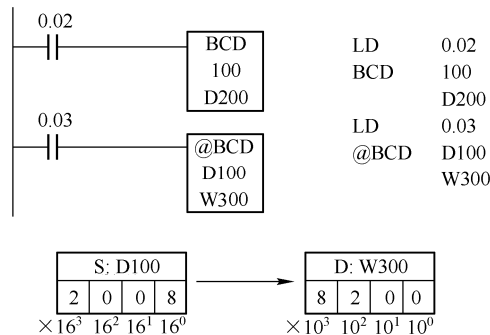 0.02
BCD
100
D200
0.03
@BCD
D100
W300
LD 0.02
BCD 100
D200
LD 0.03
@BCD D100
W300
S; D100
2 0 0 8
×16³ 16² 16¹ 16⁰
D: W300
8 2 0 0
×10³ 10² 10¹ 10⁰